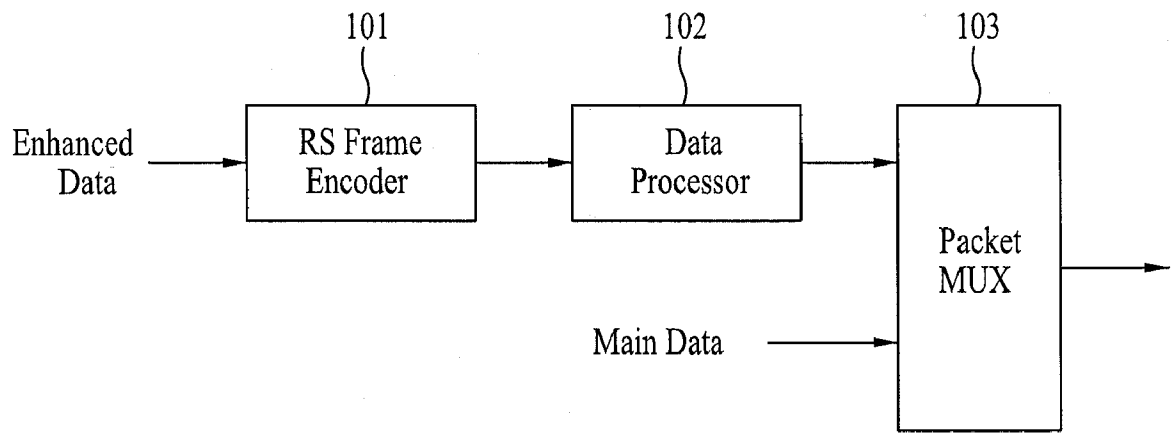 101
102
103
Enhanced
Data
RS Frame
Encoder
Data
Processor
Packet
MUX
Main Data